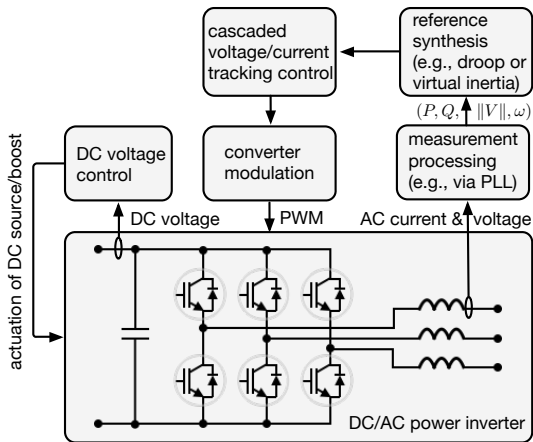 cascaded
voltage/current
tracking control
reference
synthesis
(e.g., droop or
virtual inertia)
(P, Q, ‖V‖, ω)
DC voltage
control
converter
modulation
measurement
processing
(e.g., via PLL)
actuation of DC source/boost
DC voltage
PWM
AC current & voltage
DC/AC power inverter